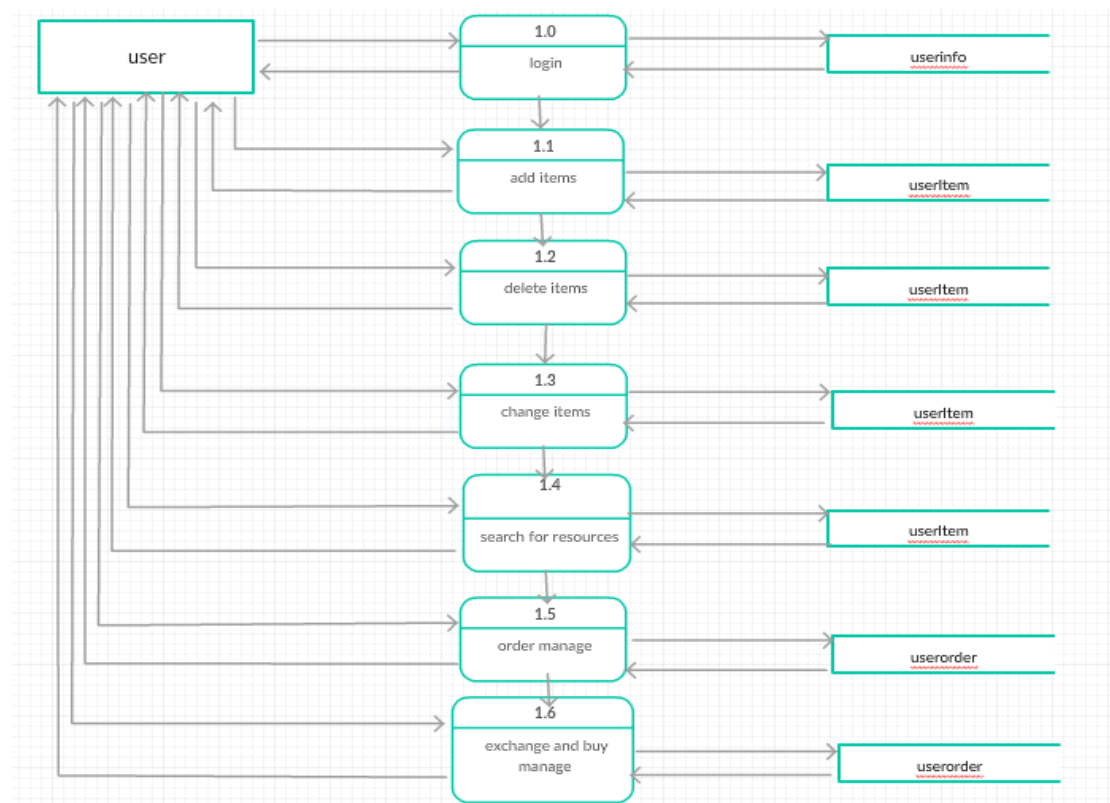 user
1.0
login
userinfo
1.1
add items
userItem
1.2
delete items
userItem
1.3
change items
userItem
1.4
search for resources
userItem
1.5
order manage
userorder
1.6
exchange and buy
manage
userorder